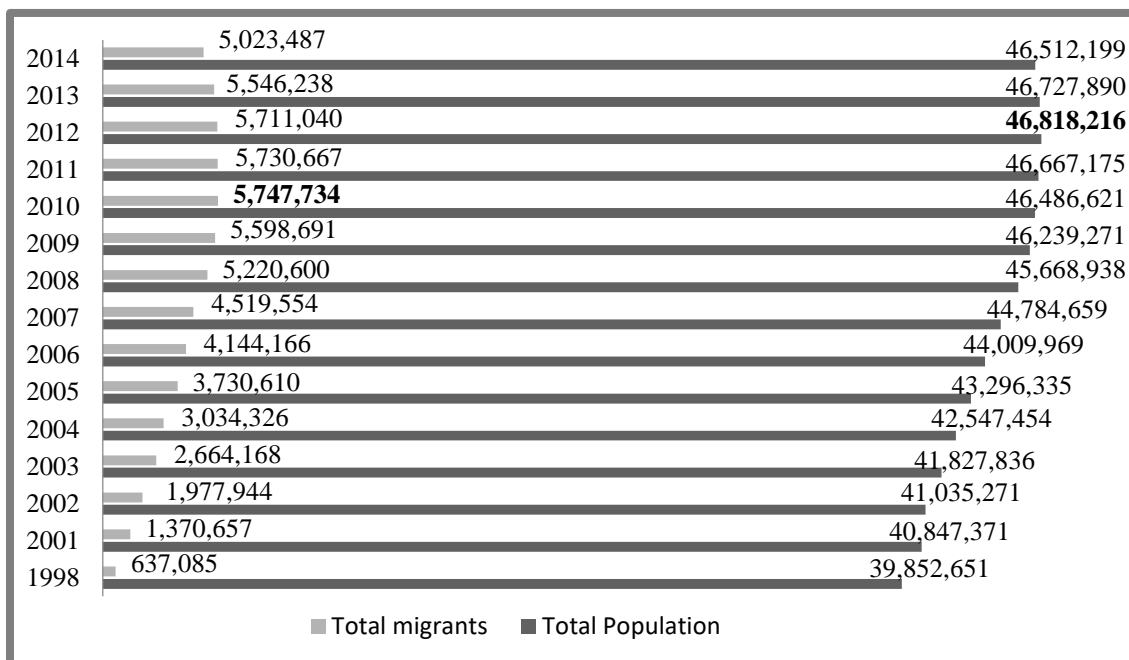 2014 5,023,487 46,512,199
2013 5,546,238 46,727,890
2012 5,711,040 46,818,216
2011 5,730,667 46,667,175
2010 5,747,734 46,486,621
2009 5,598,691 46,239,271
2008 5,220,600 45,668,938
2007 4,519,554 44,784,659
2006 4,144,166 44,009,969
2005 3,730,610 43,296,335
2004 3,034,326 42,547,454
2003 2,664,168 41,827,836
2002 1,977,944 41,035,271
2001 1,370,657 40,847,371
1998 637,085 39,852,651
Total migrants Total Population